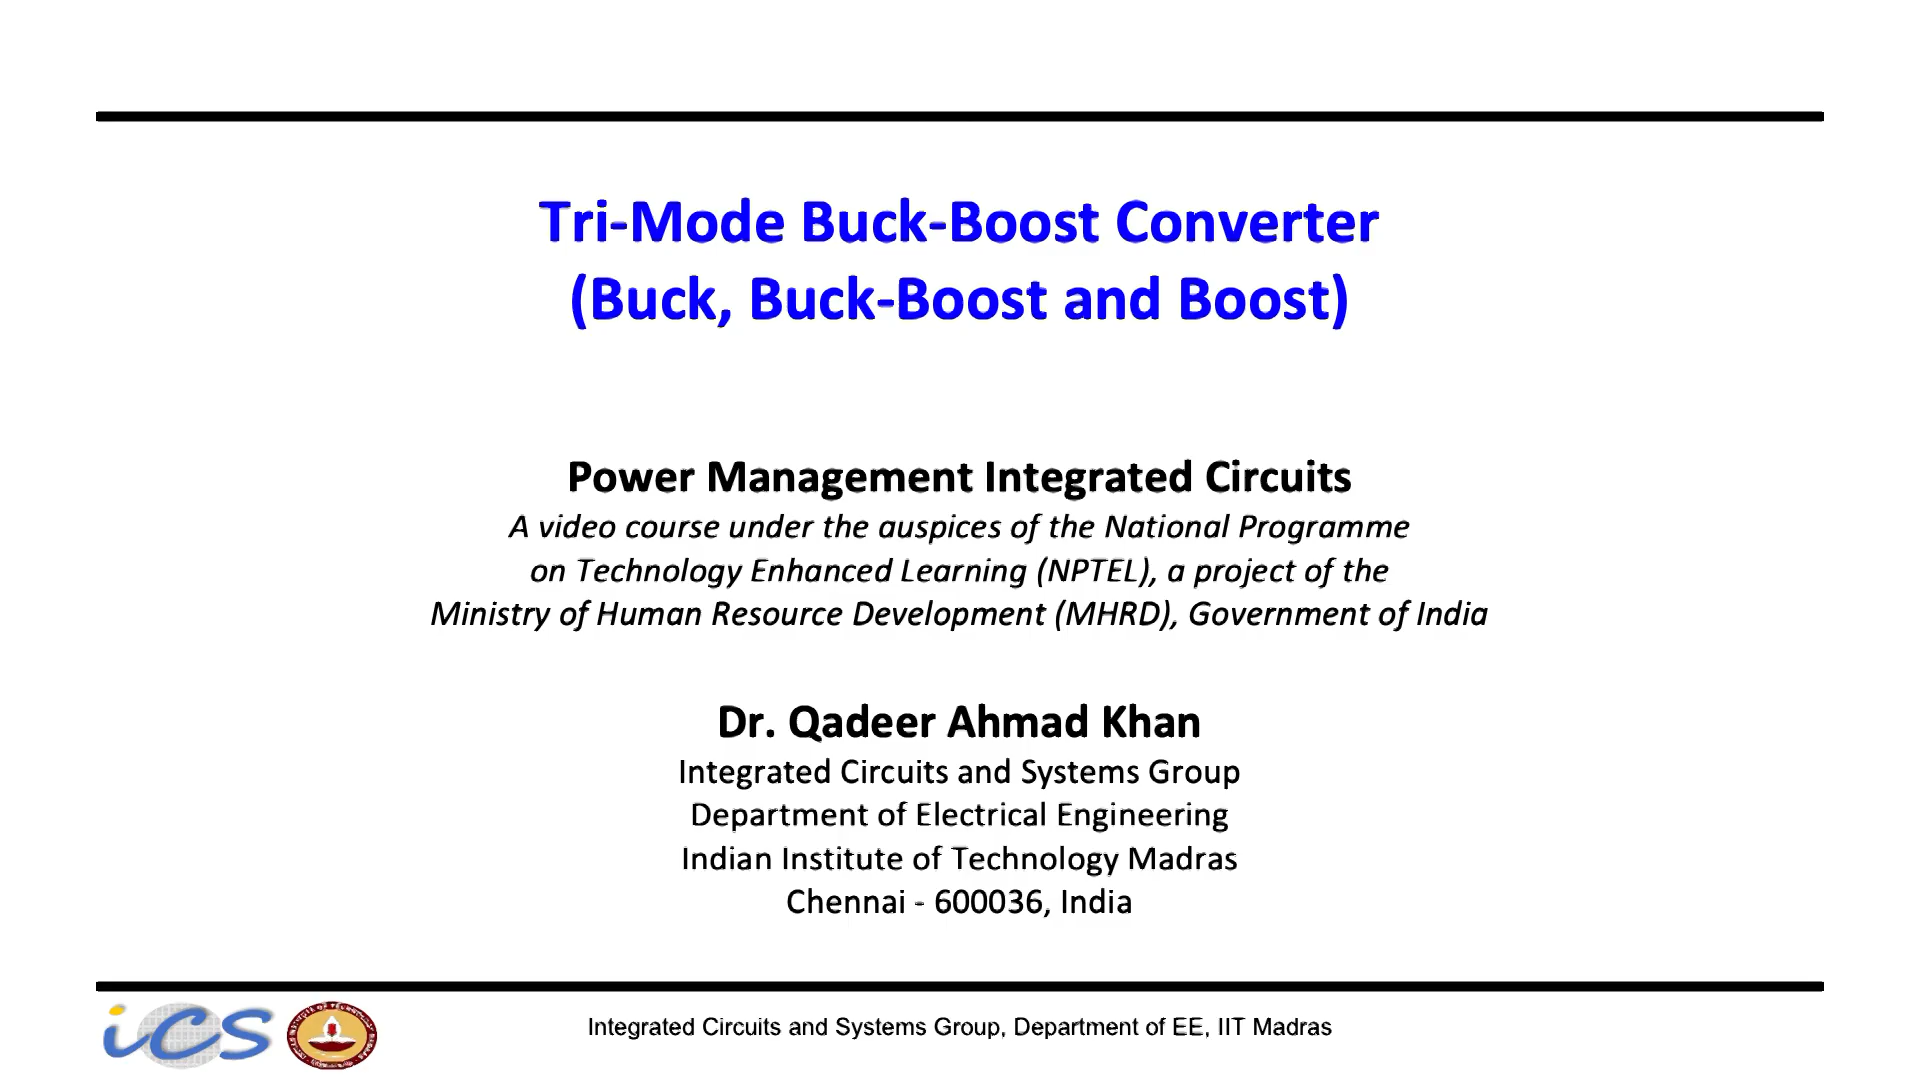 Tri-Mode Buck-Boost Converter
(Buck, Buck-Boost and Boost)
Power Management Integrated Circuits
A video course under the auspices of the National Programme
on Technology Enhanced Learning (NPTEL), a project of the
Ministry of Human Resource Development (MHRD), Government of India
Dr. Qadeer Ahmad Khan
Integrated Circuits and Systems Group
Department of Electrical Engineering
Indian Institute of Technology Madras
Chennai - 600036, India
iCS
Integrated Circuits and Systems Group, Department of EE, IIT Madras